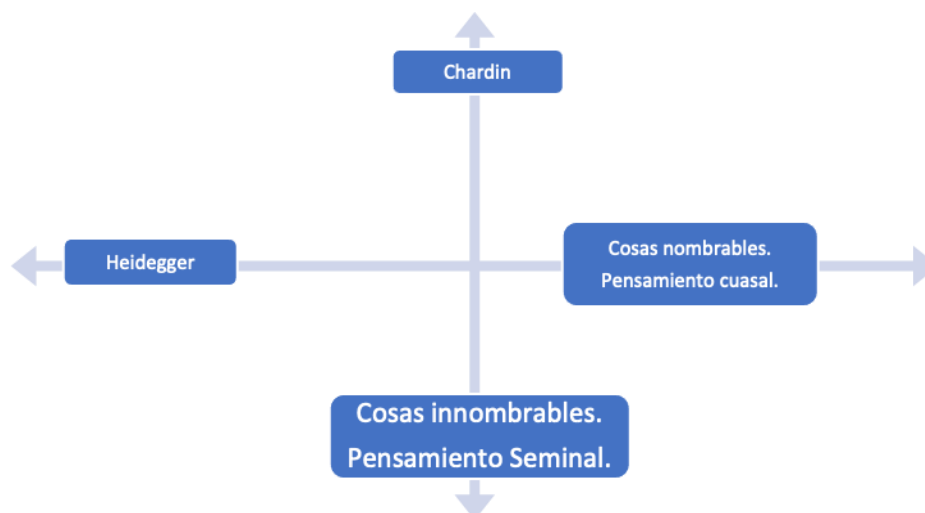 Chardin
Heidegger
Cosas nombrables.
Pensamiento cuasal.
Cosas innombrables.
Pensamiento Seminal.